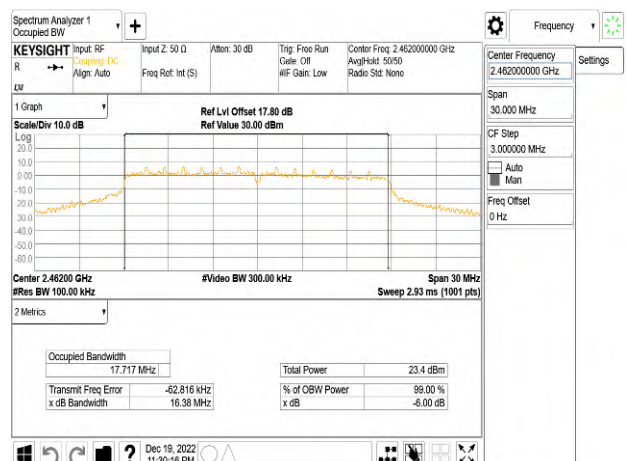 Spectrum Analyzer 1
Occupied BW
Frequency
KEYSIGHT
Input: RF
Input Z: 50 Ω
Atten: 30 dB
Trig: Free Run
Center Freq: 2.462000000 GHz
R
Coupling: DC
Gate: Off
Avg|Hold: 50/50
Align: Auto
Freq Ref: Int (S)
#IF Gain: Low
Radio Std: None
Center Frequency
2.462000000 GHz
Settings
Span
30.000 MHz
CF Step
3.000000 MHz
Auto
Man
Freq Offset
0 Hz
1 Graph
Ref Lvl Offset 17.80 dB
Scale/Div 10.0 dB
Ref Value 30.00 dBm
Log
20.0
10.0
0.00
-10.0
-20.0
-30.0
-40.0
-50.0
-60.0
Center 2.46200 GHz
#Video BW 300.00 kHz
Span 30 MHz
#Res BW 100.00 kHz
Sweep 2.93 ms (1001 pts)
2 Metrics
Occupied Bandwidth
17.717 MHz
Total Power
23.4 dBm
Transmit Freq Error
-62.816 kHz
% of OBW Power
99.00 %
x dB Bandwidth
16.38 MHz
x dB
-6.00 dB
?
Dec 19, 2022
11:30:16 PM